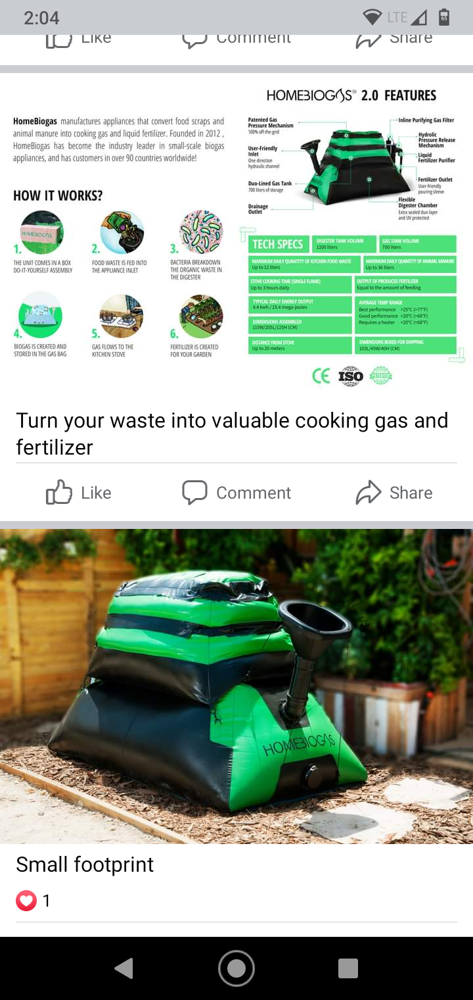 2:04
LTE
65
Like
Comment
Share
HOMEBIOGAS™ 2.0 FEATURES
HomeBiogas manufactures appliances that convert food scraps and
animal manure into cooking gas and liquid fertilizer. Founded in 2012 ,
HomeBiogas has become the industry leader in small-scale biogas
appliances, and has customers in over 90 countries worldwide!
HOW IT WORKS?
HOMEBIOGAS
1.
THE UNIT COMES IN A BOX
DO-IT-YOURSELF ASSEMBLY
2.
FOOD WASTE IS FED INTO
THE APPLIANCE INLET
3.
BACTERIA BREAKDOWN
THE ORGANIC WASTE IN
THE DIGESTER
4.
BIOGAS IS CREATED AND
STORED IN THE GAS BAG
5.
GAS FLOWS TO THE
KITCHEN STOVE
6.
FERTILIZER IS CREATED
FOR YOUR GARDEN
Patented Gas
Pressure Mechanism
100% off-the-grid
User-Friendly
Inlet
One direction
hydraulic channel
Duo-Lined Gas Tank
700 liters of storage
Drainage
Outlet
Inline Purifying Gas Filter
Hydrolic
Pressure Release
Mechanism
Liquid
Fertilizer Purifier
Fertilizer Outlet
User-friendly
pouring sleeve
Flexible
Digester Chamber
Extra sealed duo-layer
and UV protected
TECH SPECS
DIGESTER TANK VOLUME
1200 liters
GAS TANK VOLUME
700 liters
MAXIMUM DAILY QUANTITY OF KITCHEN FOOD WASTE
Up to 12 liters
MAXIMUM DAILY QUANTITY OF ANIMAL MANURE
Up to 36 liters
STOVE COOKING TIME (SINGLE FLAME)
Up to 3 hours daily
OUTPUT OF PRODUCED FERTILIZER
Equal to the amount of feeding
TYPICAL DAILY ENERGY OUTPUT
4.4 kwh / 15.4 mega-joules
AVERAGE TEMP RANGE
Best performance >25°C (>77°F)
Good performance >20°C (<68°F)
Requires a heater <20°C (<68°F)
DIMENSIONS ASSEMBLED
115W/205L/125H (CM)
DISTANCE FROM STOVE
Up to 20 meters
DIMENSIONS BOXED FOR SHIPPING
103L/45W/40H (CM)
CE
ISO
PATENTED
Turn your waste into valuable cooking gas and
fertilizer
Like
Comment
Share
HOMEBIOGAS
Small footprint
1